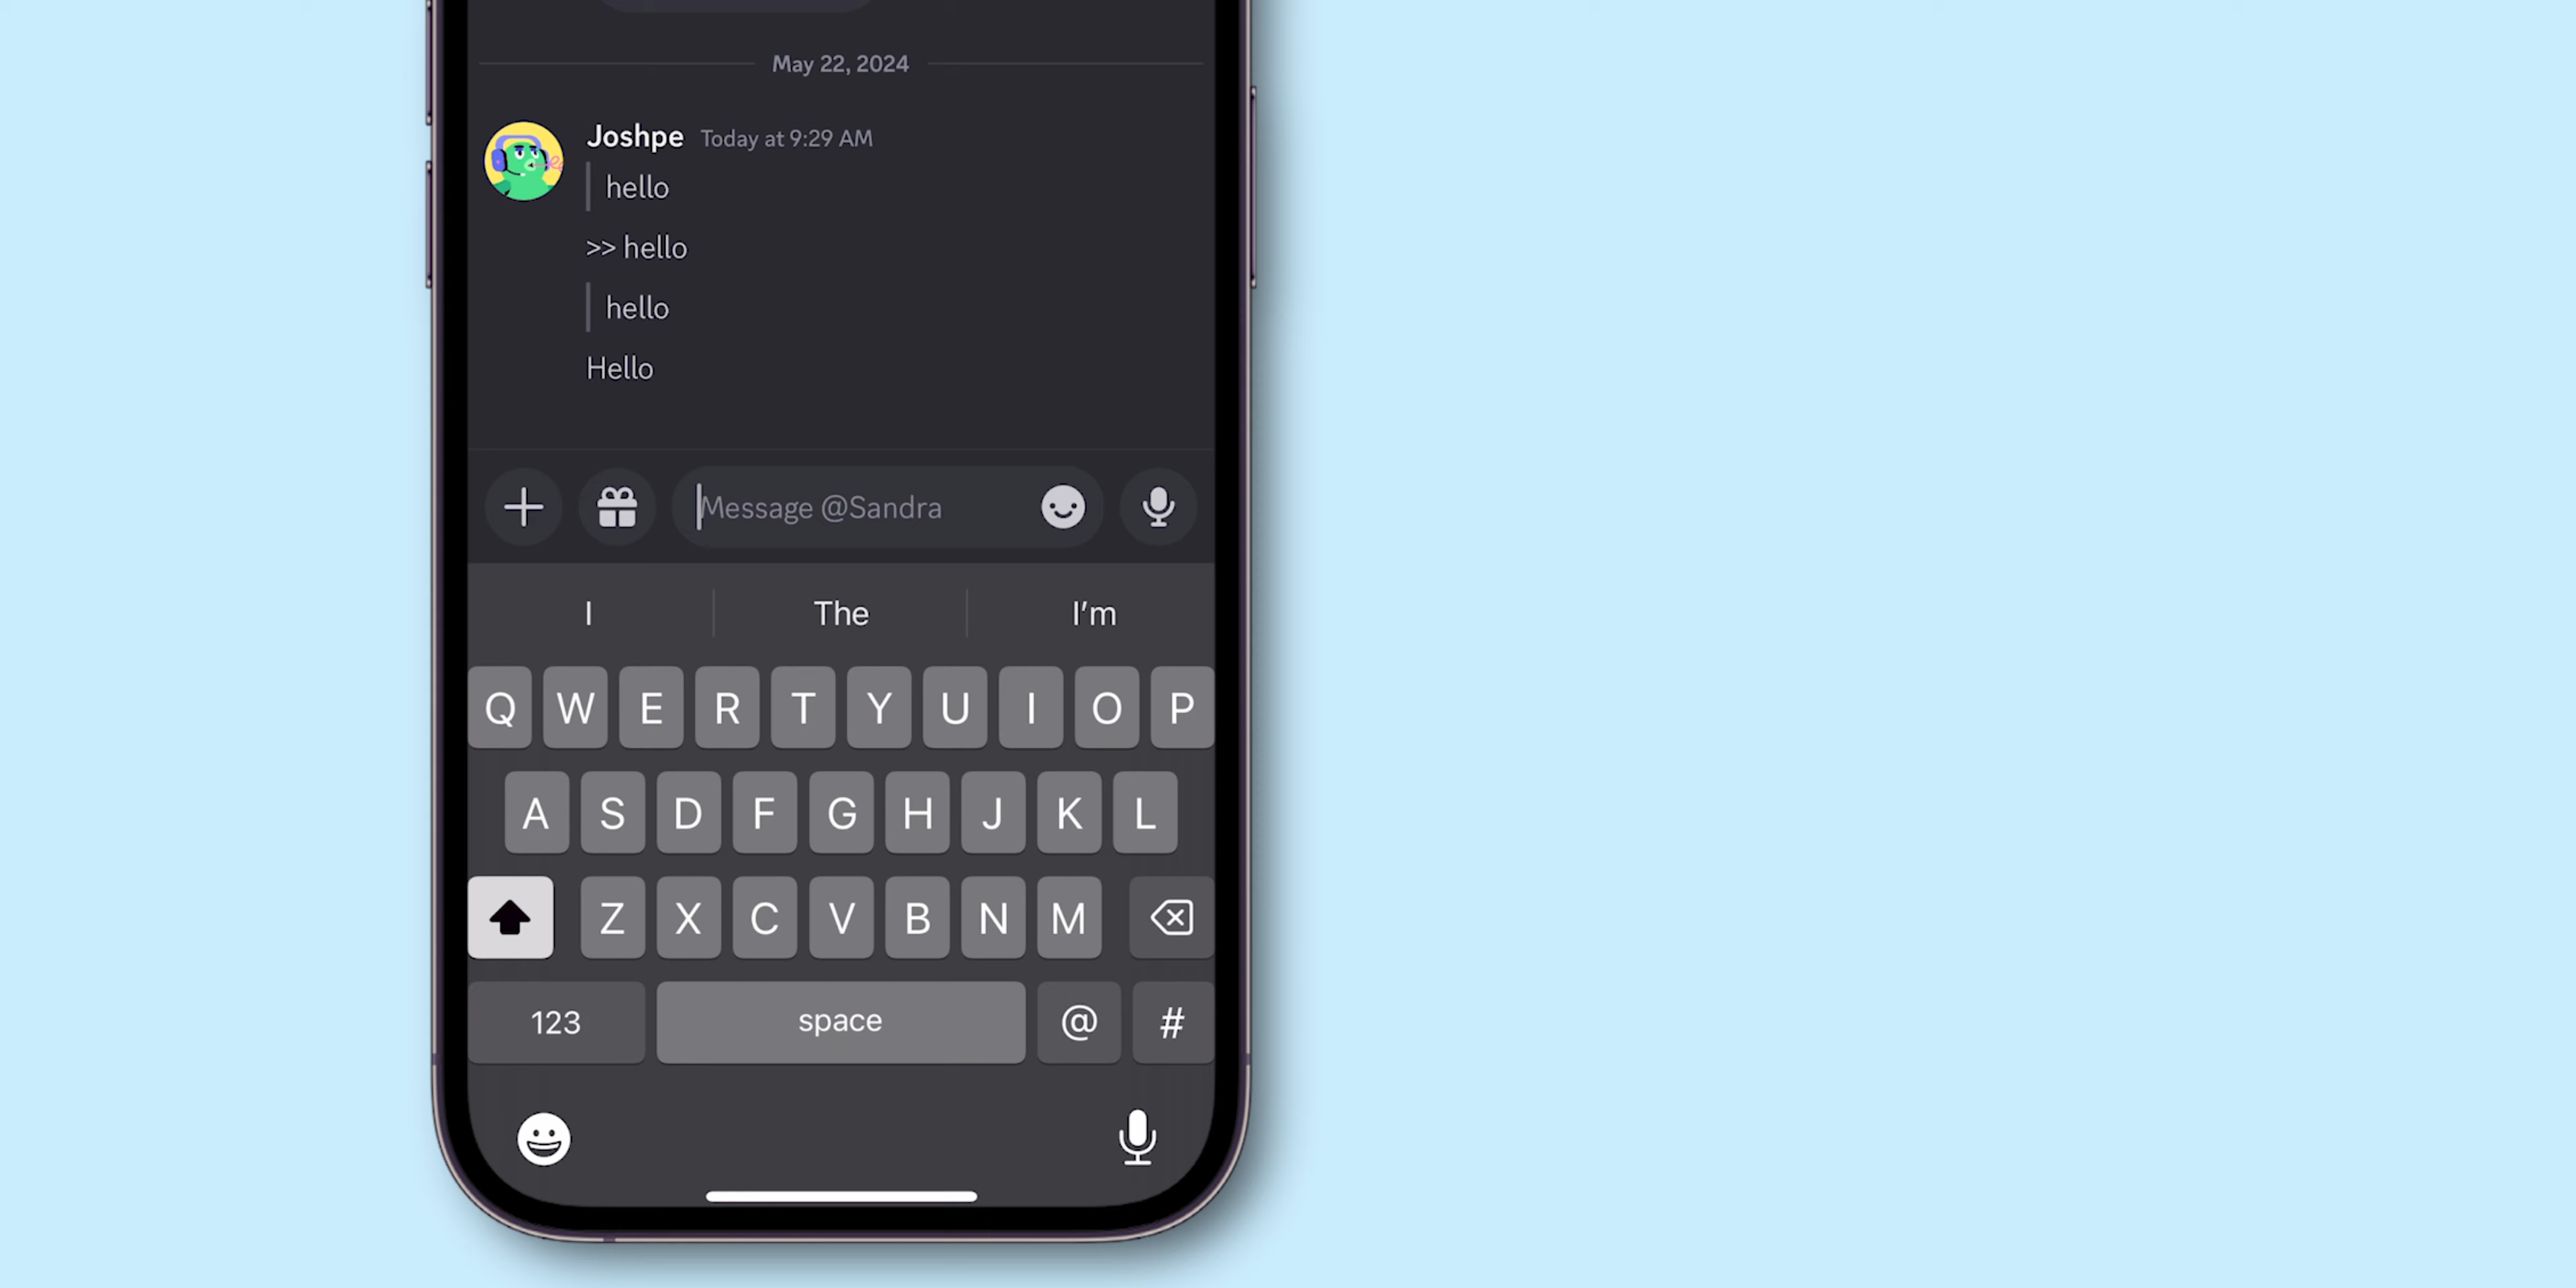 May 22, 2024
Joshpe Today at 9:29 AM
hello
>> hello
hello
Hello
Message @Sandra
I The I'm
Q W E R T Y U I O P
A S D F G H J K L
Z X C V B N M
123 space @ #